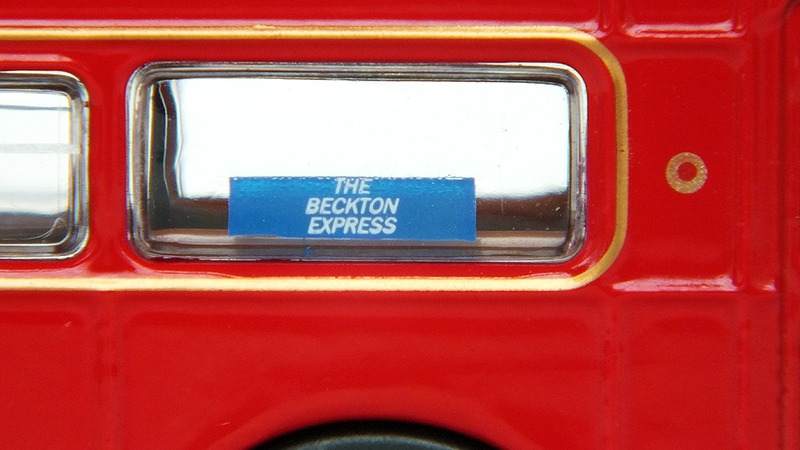 THE
BECKTON
EXPRESS